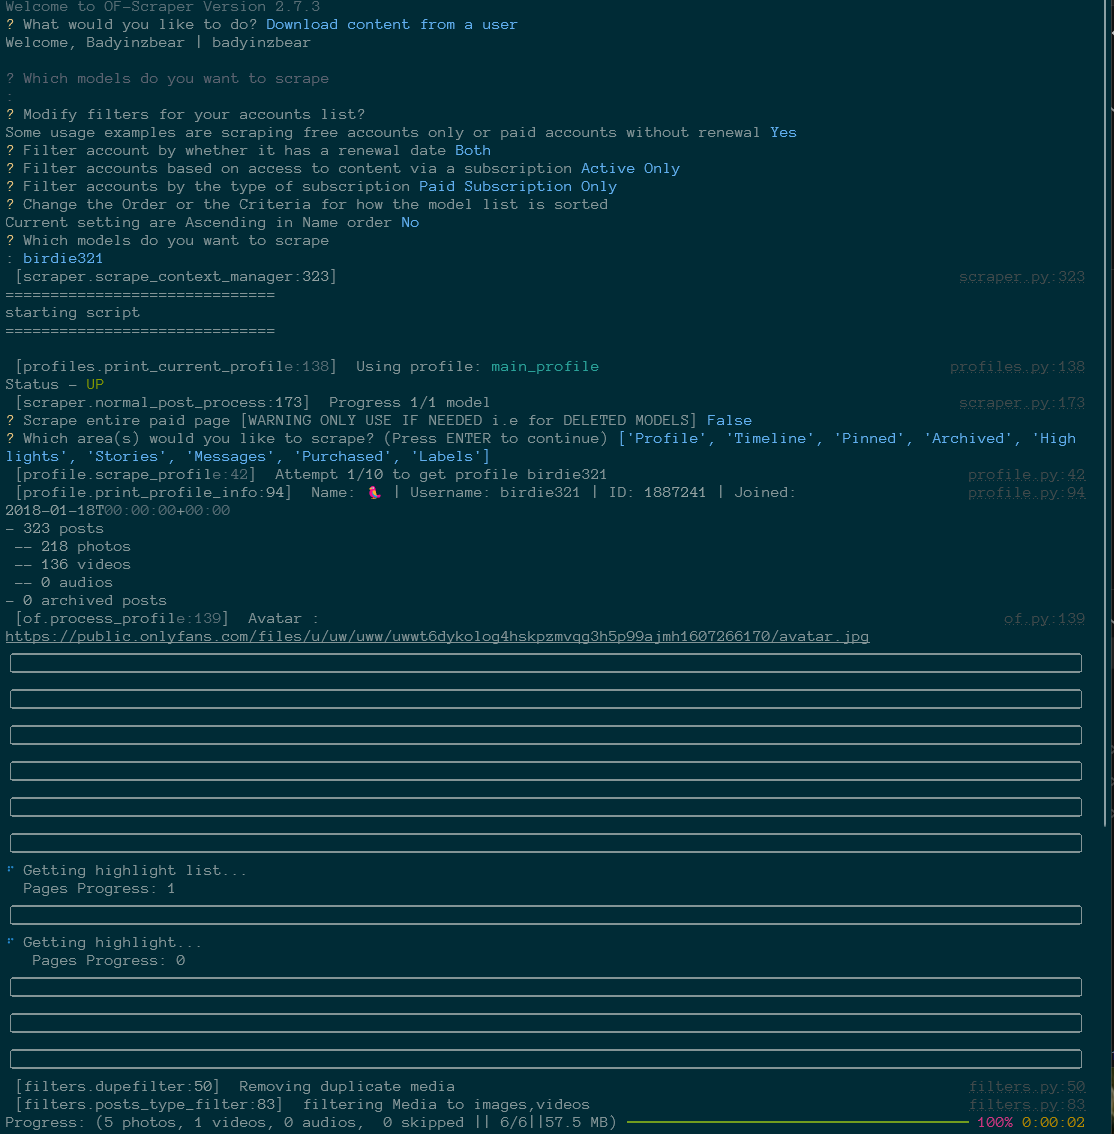 Welcome to OF-Scraper Version 2.7.3
? What would you like to do? Download content from a user
Welcome, Badyinzbear | badyinzbear
? Which models do you want to scrape
:
? Modify filters for your accounts list?
Some usage examples are scraping free accounts only or paid accounts without renewal Yes
? Filter account by whether it has a renewal date Both
? Filter accounts based on access to content via a subscription Active Only
? Filter accounts by the type of subscription Paid Subscription Only
? Change the Order or the Criteria for how the model list is sorted
Current setting are Ascending in Name order No
? Which models do you want to scrape
: birdie321
[scraper.scrape_context_manager:323] scraper.py:323
==============================
starting script
==============================
[profiles.print_current_profile:138] Using profile: main_profile profiles.py:138
Status - UP
[scraper.normal_post_process:173] Progress 1/1 model scraper.py:173
? Scrape entire paid page [WARNING ONLY USE IF NEEDED i.e for DELETED MODELS] False
? Which area(s) would you like to scrape? (Press ENTER to continue) ['Profile', 'Timeline', 'Pinned', 'Archived', 'High
lights', 'Stories', 'Messages', 'Purchased', 'Labels']
[profile.scrape_profile:42] Attempt 1/10 to get profile birdie321 profile.py:42
[profile.print_profile_info:94] Name: 🦜 | Username: birdie321 | ID: 1887241 | Joined: profile.py:94
2018-01-18T00:00:00+00:00
- 323 posts
-- 218 photos
-- 136 videos
-- 0 audios
- 0 archived posts
[of.process_profile:139] Avatar : of.py:139
https://public.onlyfans.com/files/u/uw/uww/uwwt6dykolog4hskpzmvqg3h5p99ajmh1607266170/avatar.jpg
Getting highlight list...
Pages Progress: 1
Getting highlight...
Pages Progress: 0
[filters.dupefilter:50] Removing duplicate media filters.py:50
[filters.posts_type_filter:83] filtering Media to images,videos filters.py:83
Progress: (5 photos, 1 videos, 0 audios, 0 skipped || 6/6||57.5 MB) 100% 0:00:02